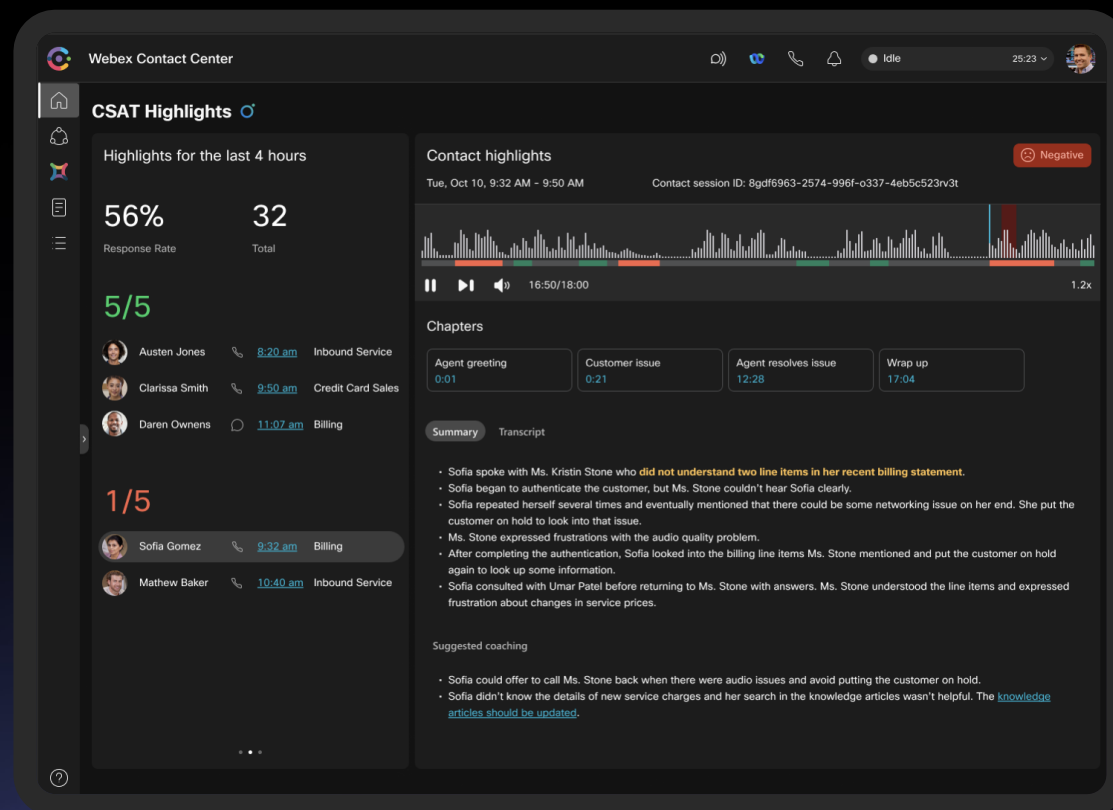 Webex Contact Center
Idle
25:23
CSAT Highlights
Highlights for the last 4 hours
56%
32
Response Rate
Total
5/5
Austen Jones 8:20 am Inbound Service
Clarissa Smith 9:50 am Credit Card Sales
Daren Ownens 11:07 am Billing
1/5
Sofia Gomez 9:32 am Billing
Mathew Baker 10:40 am Inbound Service
Contact highlights
Negative
Tue, Oct 10, 9:32 AM - 9:50 AM
Contact session ID: 8gdf6963-2574-996f-o337-4eb5c523rv3t
16:50/18:00
1.2x
Chapters
Agent greeting
0:01
Customer issue
0:21
Agent resolves issue
12:28
Wrap up
17:04
Summary
Transcript
• Sofia spoke with Ms. Kristin Stone who did not understand two line items in her recent billing statement.
• Sofia began to authenticate the customer, but Ms. Stone couldn't hear Sofia clearly.
• Sofia repeated herself several times and eventually mentioned that there could be some networking issue on her end. She put the
customer on hold to look into that issue.
• Ms. Stone expressed frustrations with the audio quality problem.
• After completing the authentication, Sofia looked into the billing line items Ms. Stone mentioned and put the customer on hold
again to look up some information.
• Sofia consulted with Umar Patel before returning to Ms. Stone with answers. Ms. Stone understood the line items and expressed
frustration about changes in service prices.
Suggested coaching
• Sofia could offer to call Ms. Stone back when there were audio issues and avoid putting the customer on hold.
• Sofia didn't know the details of new service charges and her search in the knowledge articles wasn't helpful. The knowledge
articles should be updated.